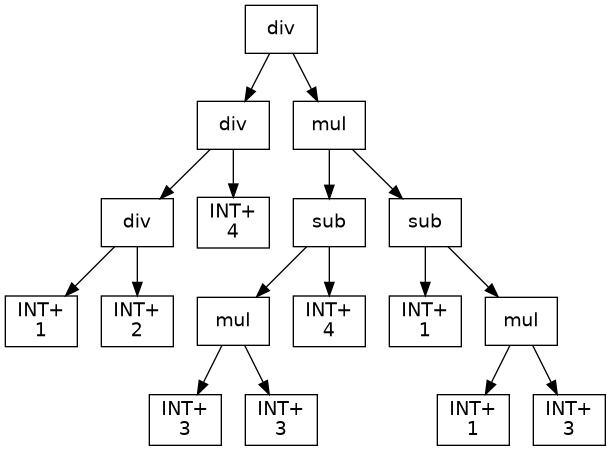 div
div
mul
div
INT+
4
sub
sub
INT+
1
INT+
2
mul
INT+
4
INT+
1
mul
INT+
3
INT+
3
INT+
1
INT+
3